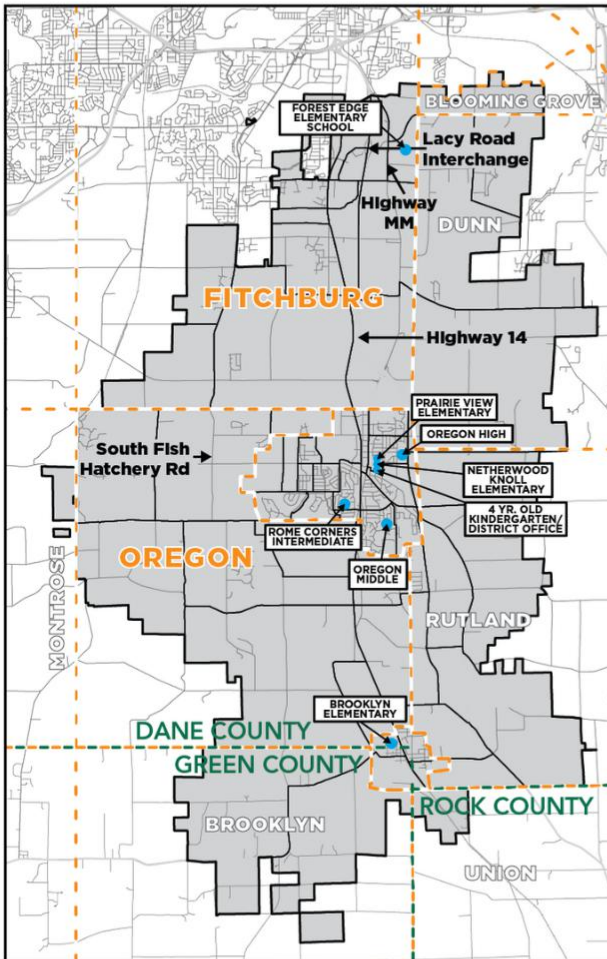 BLOOMING GROVE
FOREST EDGE
ELEMENTARY
SCHOOL
Lacy Road
Interchange
Highway
MM
DUNN
FITCHBURG
Highway 14
PRAIRIE VIEW
ELEMENTARY
OREGON HIGH
South Fish
Hatchery Rd
NETHERWOOD
KNOLL
ELEMENTARY
4 YR. OLD
KINDERGARTEN/
DISTRICT OFFICE
ROME CORNERS
INTERMEDIATE
OREGON
OREGON
MIDDLE
MONTROSE
RUTLAND
BROOKLYN
ELEMENTARY
DANE COUNTY
GREEN COUNTY
ROCK COUNTY
BROOKLYN
UNION